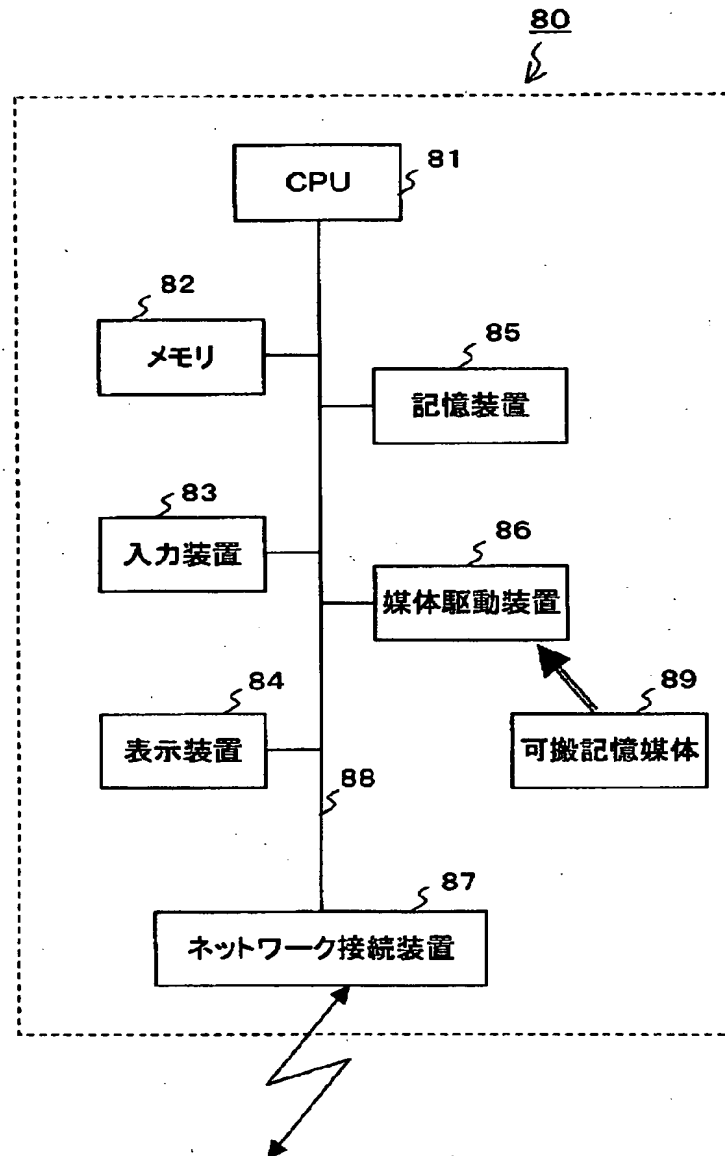 80
81
CPU
82
メモリ
85
記憶装置
83
入力装置
86
媒体駆動装置
84
表示装置
89
可搬記憶媒体
88
87
ネットワーク接続装置